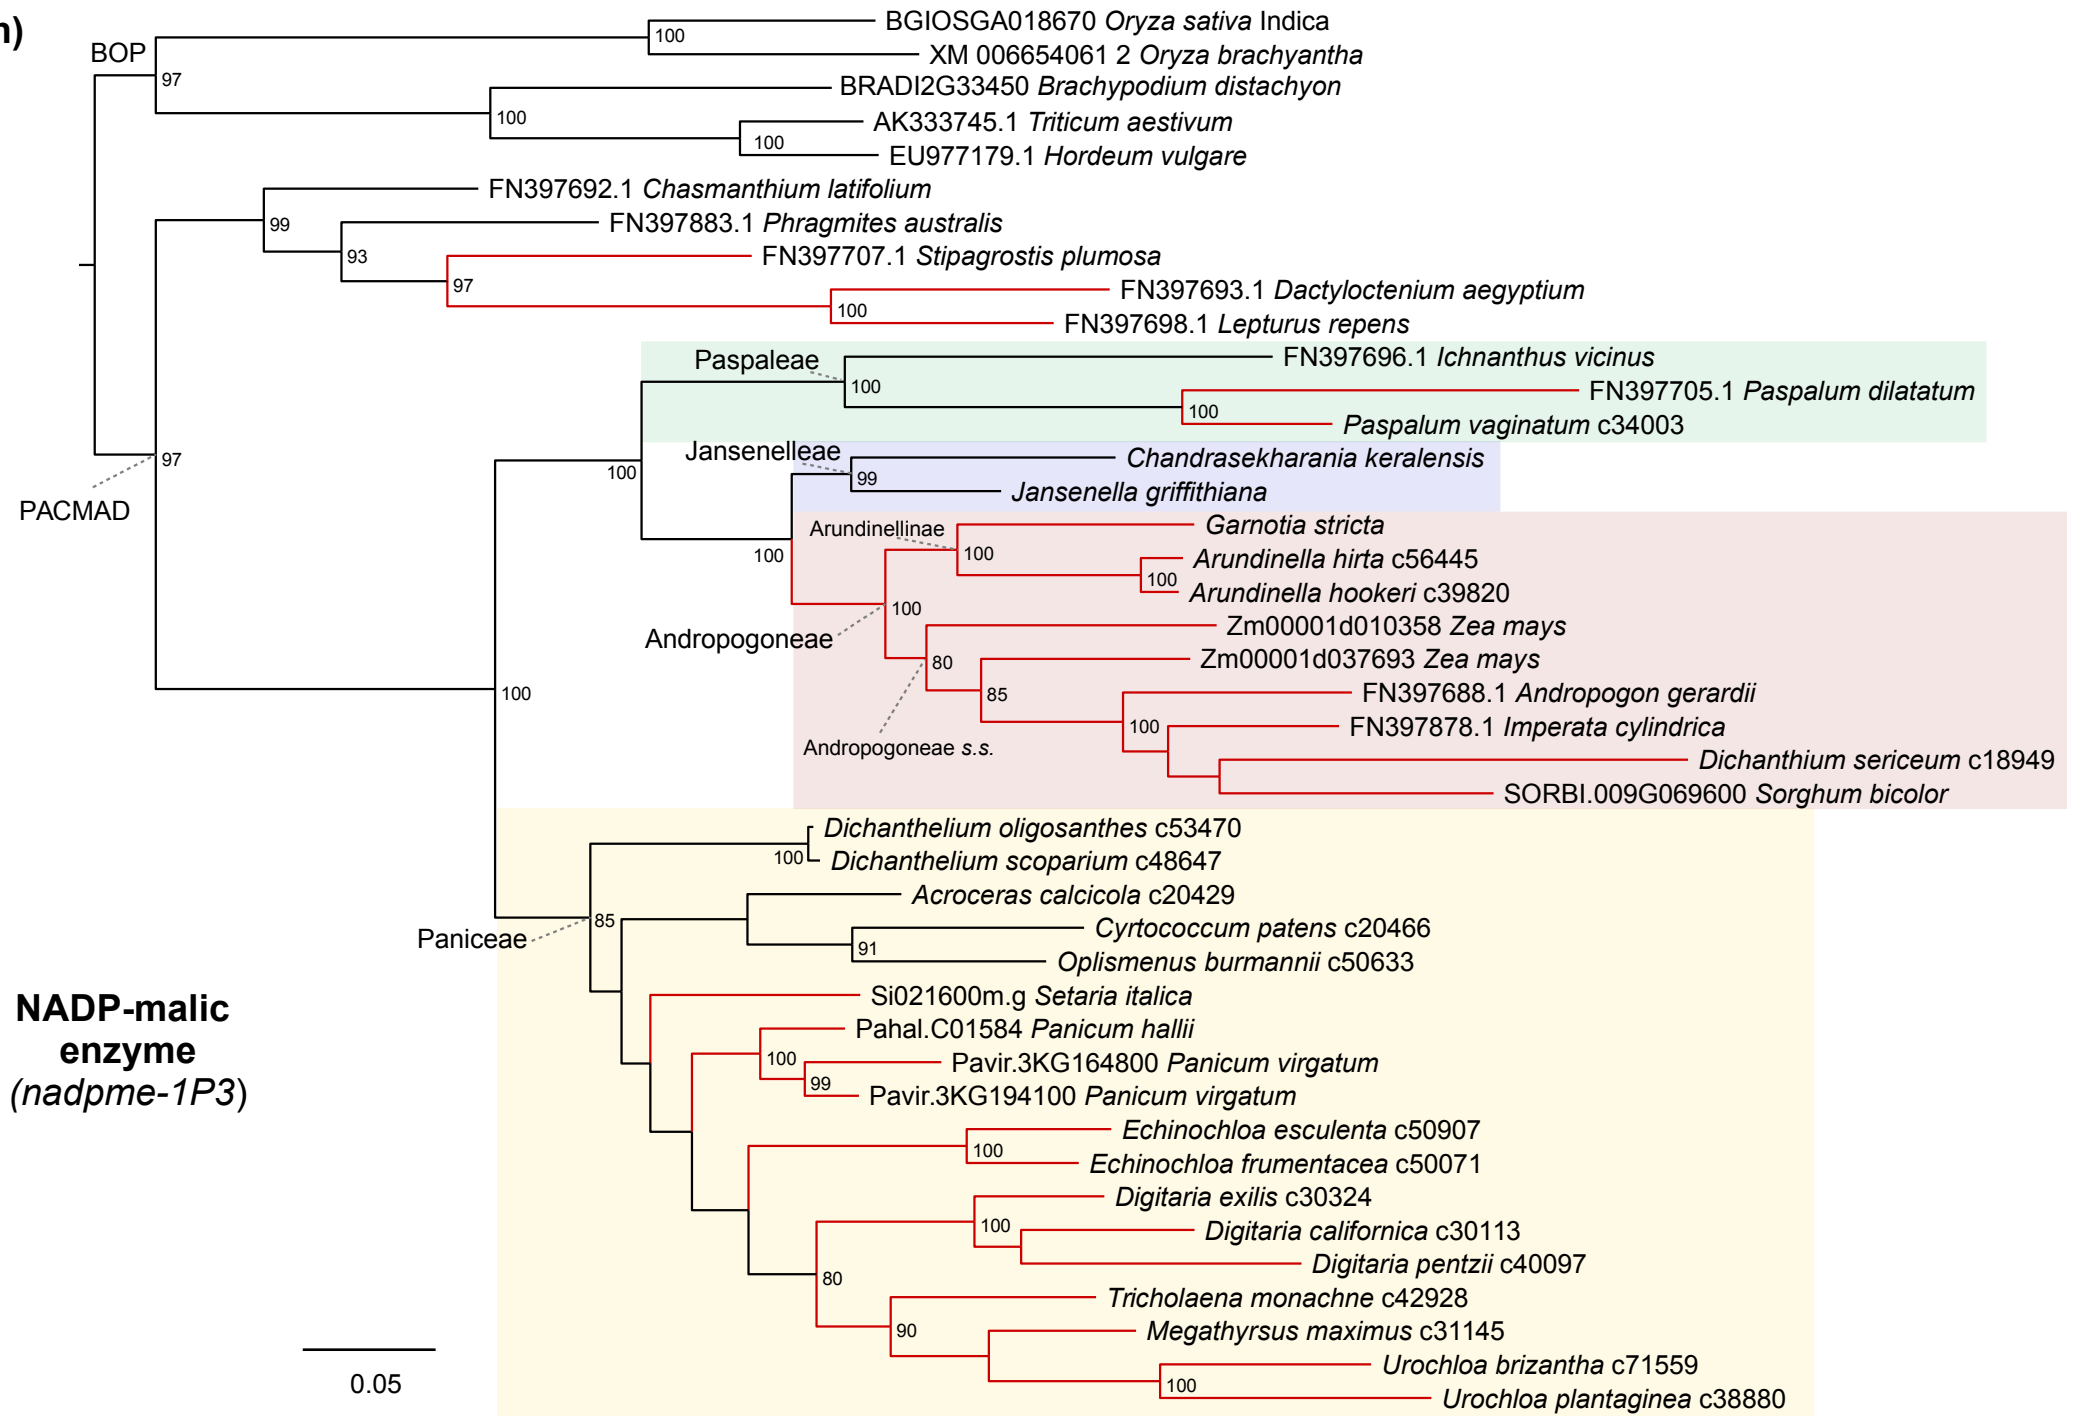 BGIOSGA018670 Oryza sativa Indica
100
XM 006654061 2 Oryza brachyantha
BOP
97
BRADI2G33450 Brachypodium distachyon
100
AK333745.1 Triticum aestivum
100
EU977179.1 Hordeum vulgare
FN397692.1 Chasmanthium latifolium
99
FN397883.1 Phragmites australis
93
FN397707.1 Stipagrostis plumosa
97
FN397693.1 Dactyloctenium aegyptium
100
FN397698.1 Lepturus repens
Paspaleae
FN397696.1 Ichnanthus vicinus
100
FN397705.1 Paspalum dilatatum
100
Paspalum vaginatum c34003
97
PACMAD
100
Jansenelleae
Chandrasekharania keralensis
99
Jansenella griffithiana
100
Arundinellinae
Garnotia stricta
100
Arundinella hirta c56445
100
Arundinella hookeri c39820
100
Andropogoneae
Zm00001d010358 Zea mays
80
Zm00001d037693 Zea mays
85
FN397688.1 Andropogon gerardii
100
FN397878.1 Imperata cylindrica
Andropogoneae s.s.
Dichanthium sericeum c18949
SORBI.009G069600 Sorghum bicolor
100
Dichanthelium oligosanthes c53470
100
Dichanthelium scoparium c48647
Acroceras calcicola c20429
85
Paniceae
Cyrtococcum patens c20466
91
Oplismenus burmannii c50633
Si021600m.g Setaria italica
Pahal.C01584 Panicum hallii
100
Pavir.3KG164800 Panicum virgatum
99
Pavir.3KG194100 Panicum virgatum
Echinochloa esculenta c50907
100
Echinochloa frumentacea c50071
Digitaria exilis c30324
100
Digitaria californica c30113
Digitaria pentzii c40097
80
Tricholaena monachne c42928
90
Megathyrsus maximus c31145
Urochloa brizantha c71559
100
Urochloa plantaginea c38880
NADP-malic
enzyme
(nadpme-1P3)
0.05